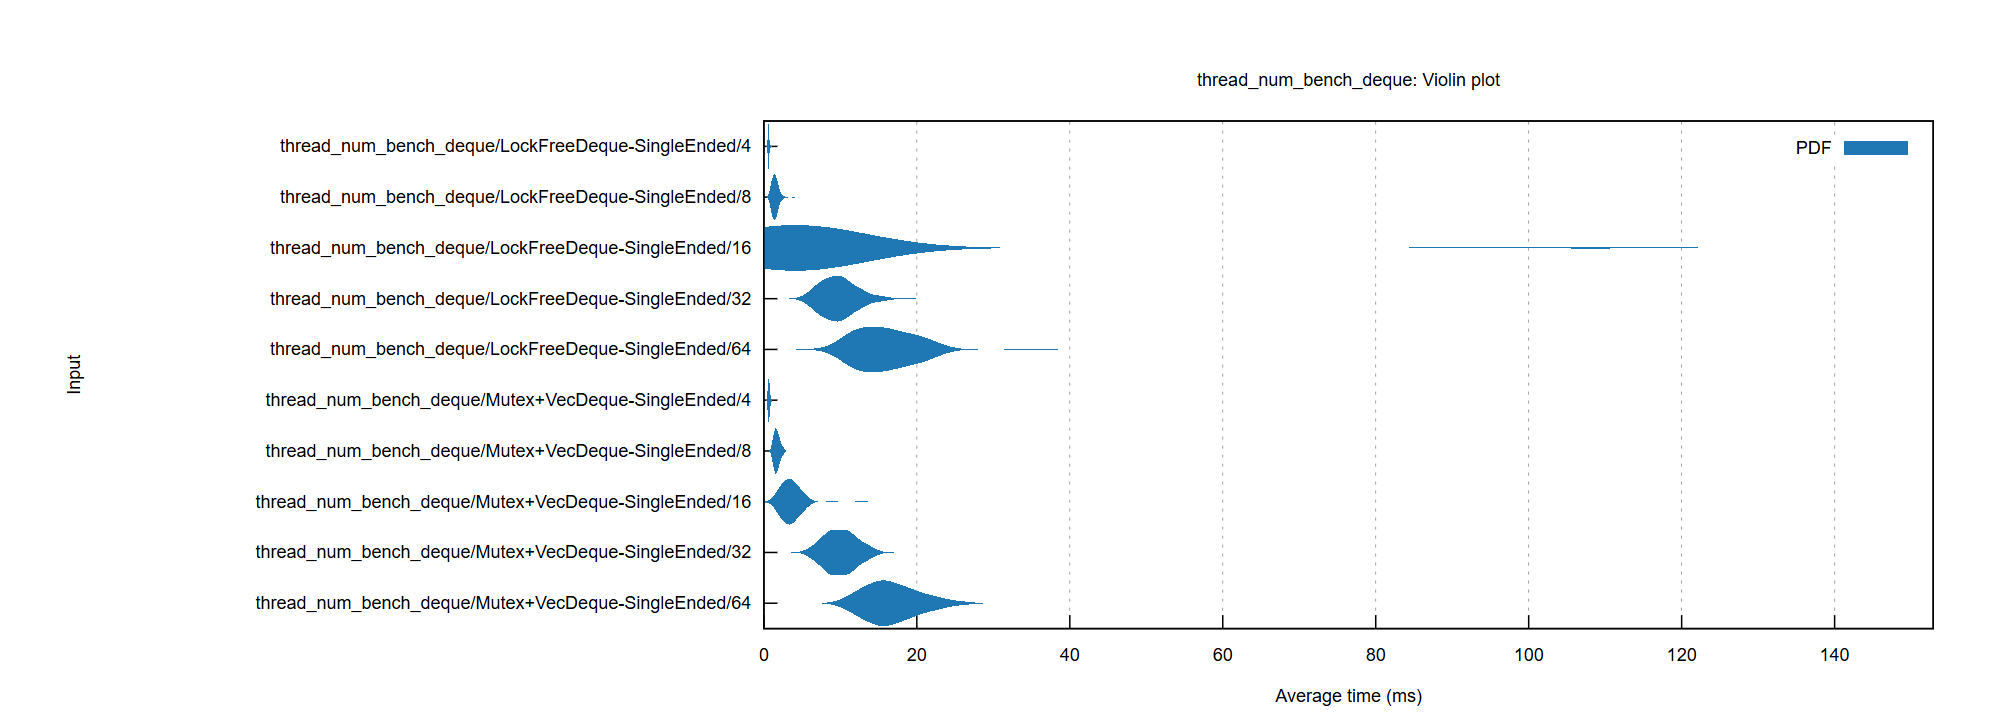 thread_num_bench_deque: Violin plot
PDF
thread_num_bench_deque/LockFreeDeque-SingleEnded/4
thread_num_bench_deque/LockFreeDeque-SingleEnded/8
thread_num_bench_deque/LockFreeDeque-SingleEnded/16
thread_num_bench_deque/LockFreeDeque-SingleEnded/32
thread_num_bench_deque/LockFreeDeque-SingleEnded/64
thread_num_bench_deque/Mutex+VecDeque-SingleEnded/4
thread_num_bench_deque/Mutex+VecDeque-SingleEnded/8
thread_num_bench_deque/Mutex+VecDeque-SingleEnded/16
thread_num_bench_deque/Mutex+VecDeque-SingleEnded/32
thread_num_bench_deque/Mutex+VecDeque-SingleEnded/64
Input
0 20 40 60 80 100 120 140
Average time (ms)